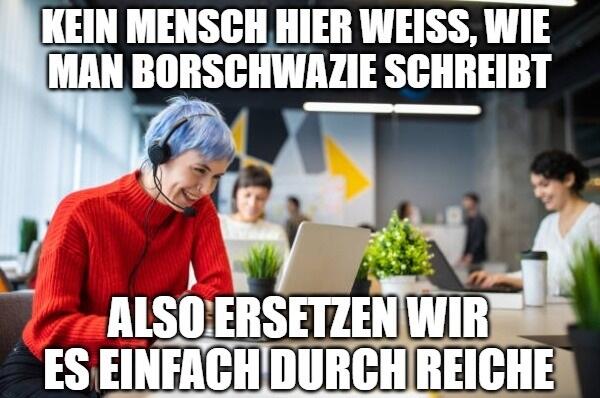 KEIN MENSCH HIER WEISS, WIE
MAN BORSCHWAZIE SCHREIBT
ALSO ERSETZEN WIR
ES EINFACH DURCH REICHE